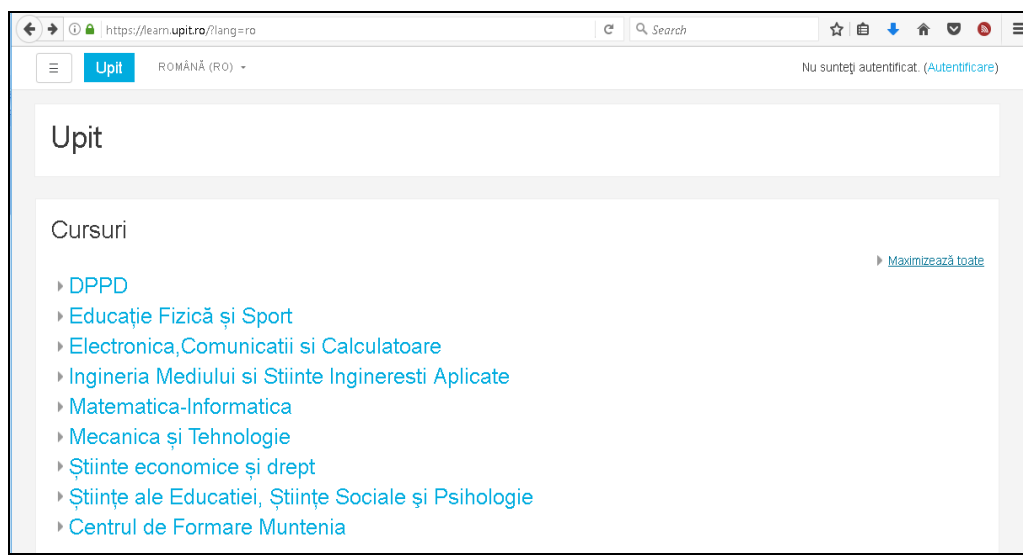 https://learn.upit.ro/?lang=ro
Search
Upit
ROMÂNĂ (RO)
Nu sunteţi autentificat. (Autentificare)
Upit
Cursuri
Maximizează toate
DPPD
Educație Fizică și Sport
Electronica,Comunicatii si Calculatoare
Ingineria Mediului si Stiinte Ingineresti Aplicate
Matematica-Informatica
Mecanica și Tehnologie
Știinte economice și drept
Științe ale Educatiei, Științe Sociale şi Psihologie
Centrul de Formare Muntenia